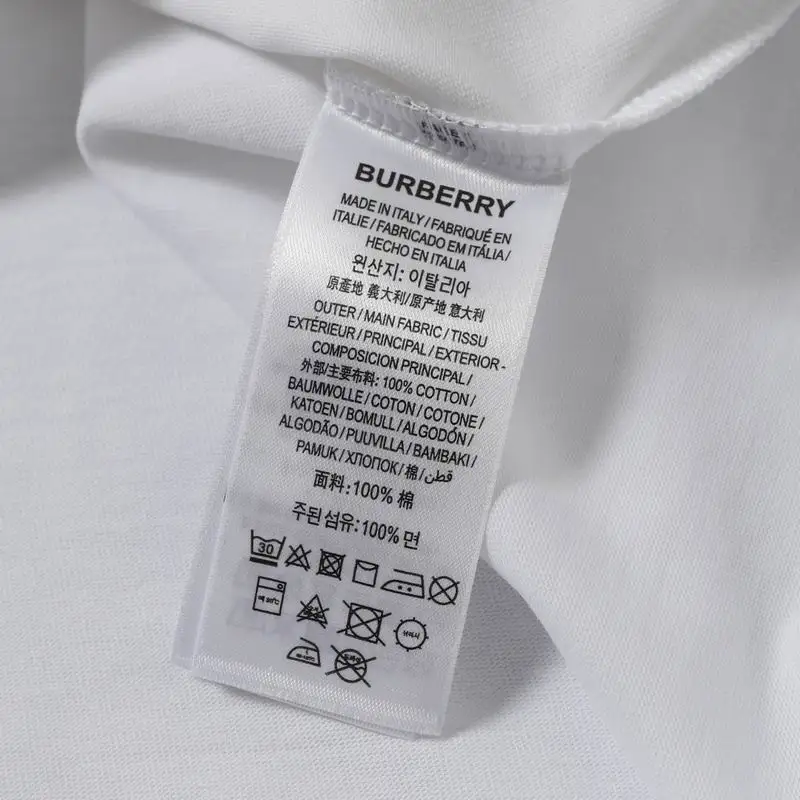 BURBERRY
MADE IN ITALY / FABRIQUÉ EN
ITALIE / FABRICADO EM ITÁLIA /
HECHO EN ITALIA
원산지: 이탈리아
原產地 義大利/原产地 意大利
OUTER / MAIN FABRIC / TISSU
EXTÉRIEUR / PRINCIPAL / EXTERIOR -
COMPOSICION PRINCIPAL /
外部/主要布料: 100% COTTON /
BAUMWOLLE / COTON / COTONE /
KATOEN / BOMULL / ALGODÓN /
ALGODÃO / PUUVILLA / BAMBAKI /
PAMUK / ХЛОПОК / 棉 / قطن
面料:100% 棉
주된 섬유:100% 면
30